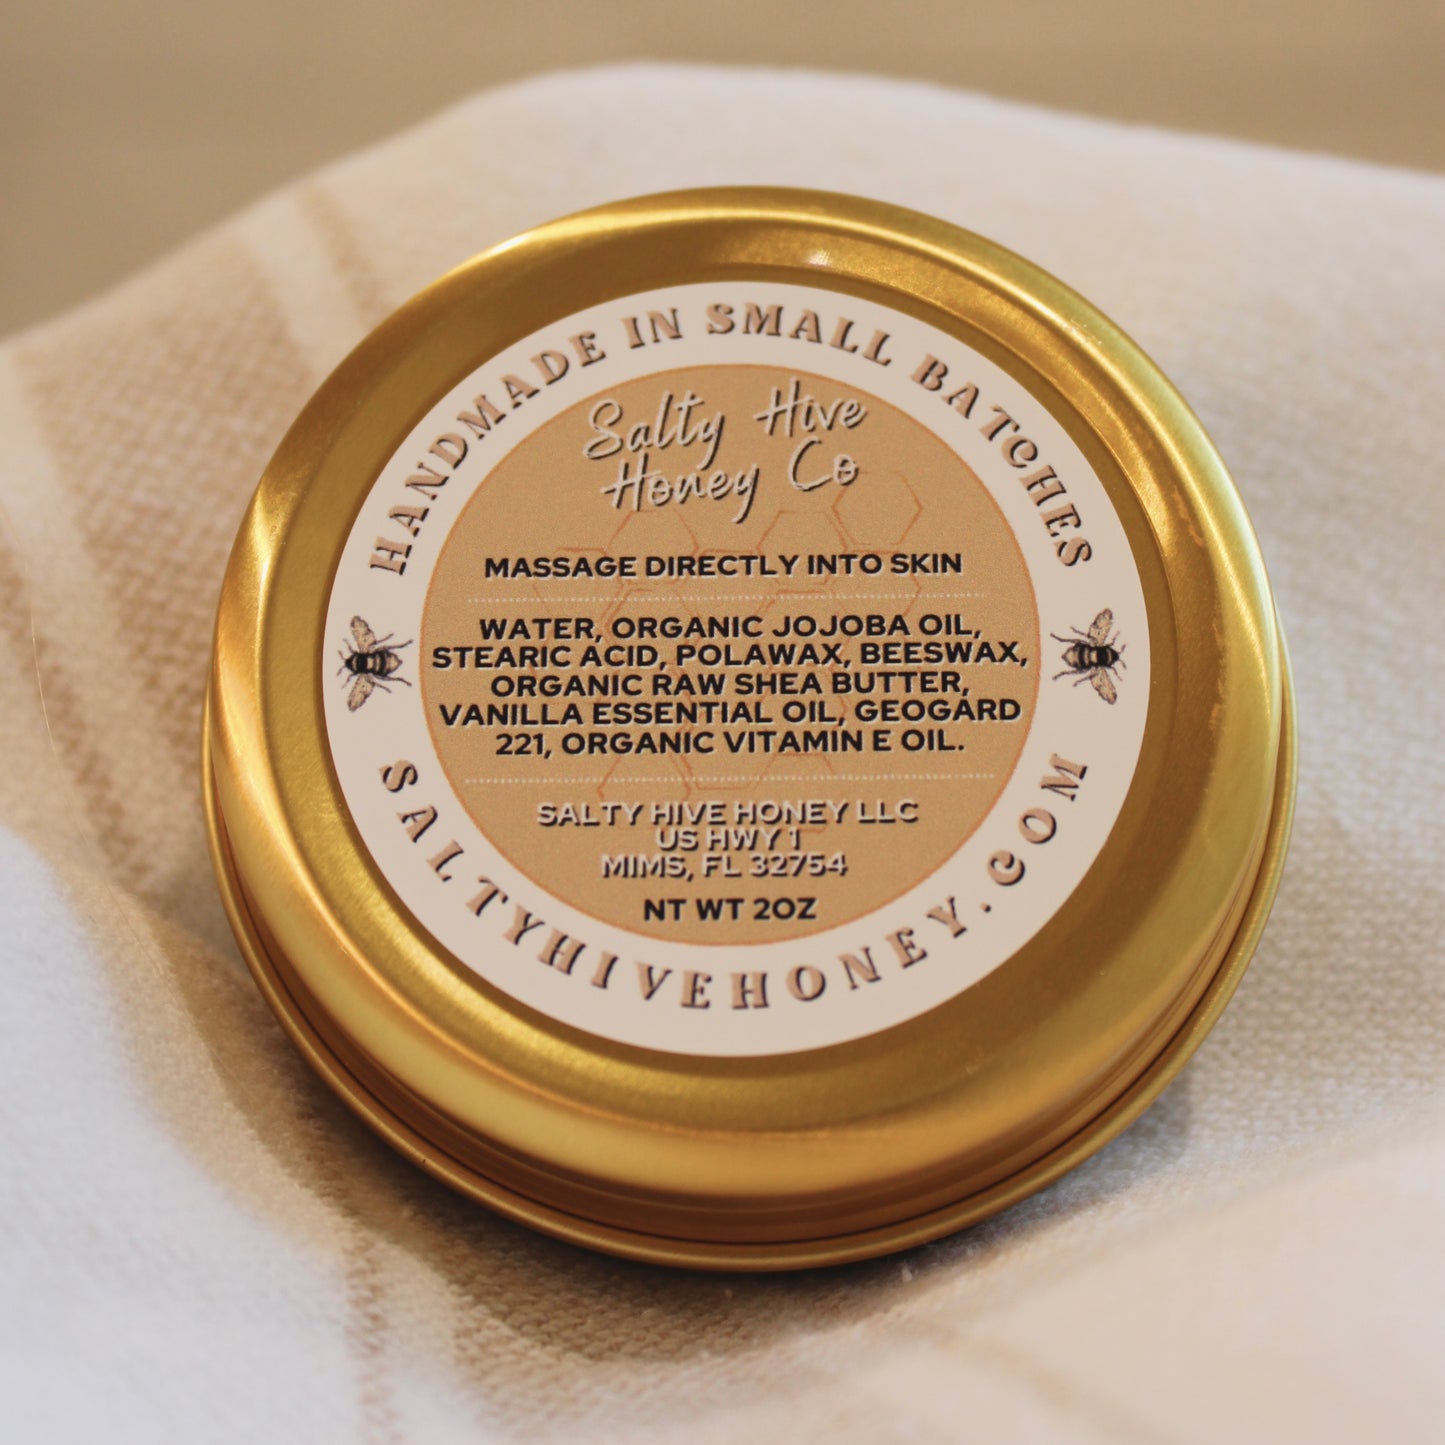 HANDMADE IN SMALL BATCHES
Salty Hive
Honey Co
MASSAGE DIRECTLY INTO SKIN
WATER, ORGANIC JOJOBA OIL,
STEARIC ACID, POLAWAX, BEESWAX,
ORGANIC RAW SHEA BUTTER,
VANILLA ESSENTIAL OIL, GEOGARD
221, ORGANIC VITAMIN E OIL.
SALTY HIVE HONEY LLC
US HWY 1
MIMS, FL 32754
NT WT 2OZ
SALTYHIVEHONEY.COM